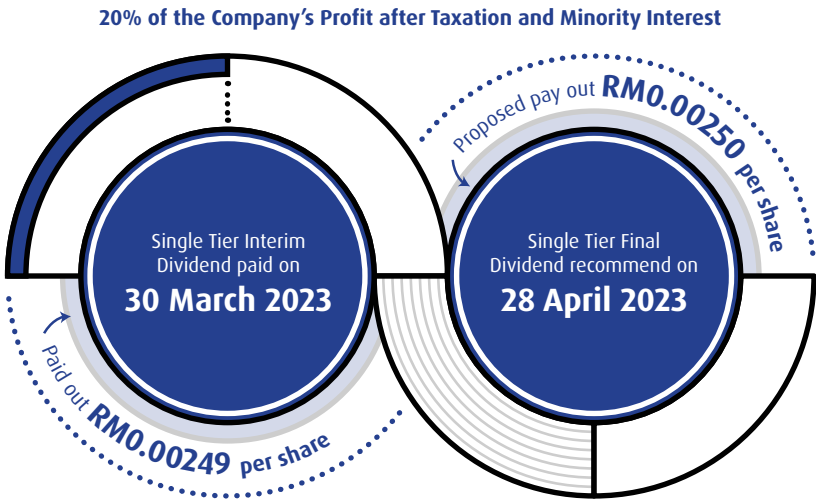 20% of the Company's Profit after Taxation and Minority Interest
Single Tier Interim
Dividend paid on
30 March 2023
Paid out RM0.00249 per share
Proposed pay out RM0.00250 per share
Single Tier Final
Dividend recommend on
28 April 2023